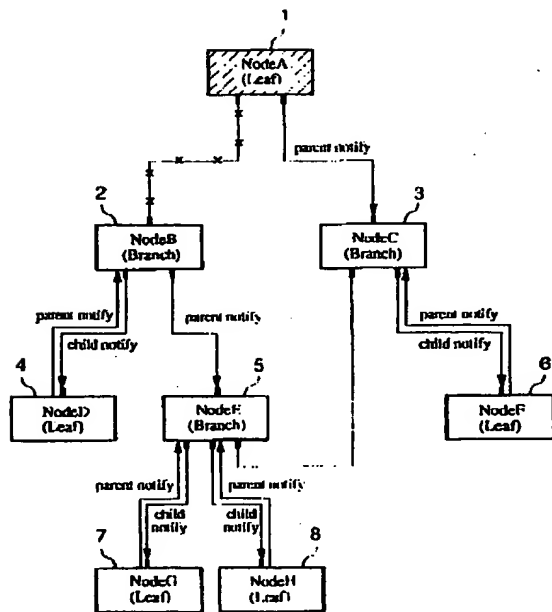 1
NodeA
(Leaf)
parent notify
2
3
NodeB
(Branch)
NodeC
(Branch)
parent notify
child notify
parent notify
parent notify
child notify
4
5
6
NodeD
(Leaf)
NodeE
(Branch)
NodeF
(Leaf)
parent notify
parent notify
child
notify
child
notify
7
8
NodeG
(Leaf)
NodeH
(Leaf)